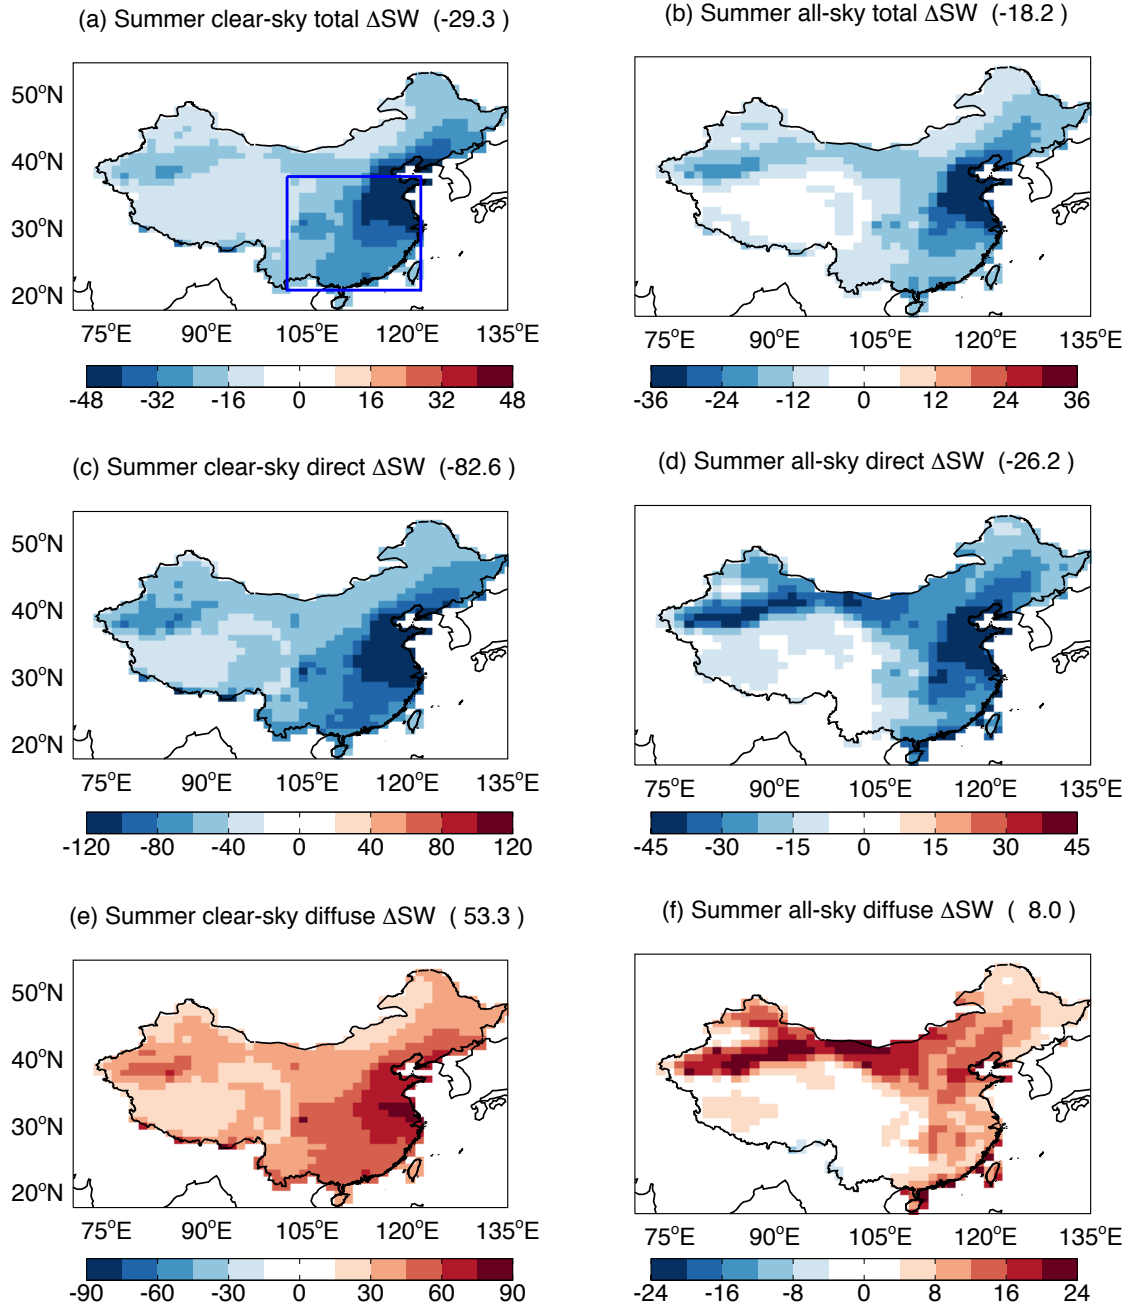 (a) Summer clear-sky total ΔSW (-29.3 )
(b) Summer all-sky total ΔSW (-18.2 )
50°N
40°N
30°N
20°N
75°E 90°E 105°E 120°E 135°E
75°E 90°E 105°E 120°E 135°E
-48 -32 -16 0 16 32 48
-36 -24 -12 0 12 24 36
(c) Summer clear-sky direct ΔSW (-82.6 )
(d) Summer all-sky direct ΔSW (-26.2 )
50°N
40°N
30°N
20°N
75°E 90°E 105°E 120°E 135°E
75°E 90°E 105°E 120°E 135°E
-120 -80 -40 0 40 80 120
-45 -30 -15 0 15 30 45
(e) Summer clear-sky diffuse ΔSW ( 53.3 )
(f) Summer all-sky diffuse ΔSW ( 8.0 )
50°N
40°N
30°N
20°N
75°E 90°E 105°E 120°E 135°E
75°E 90°E 105°E 120°E 135°E
-90 -60 -30 0 30 60 90
-24 -16 -8 0 8 16 24